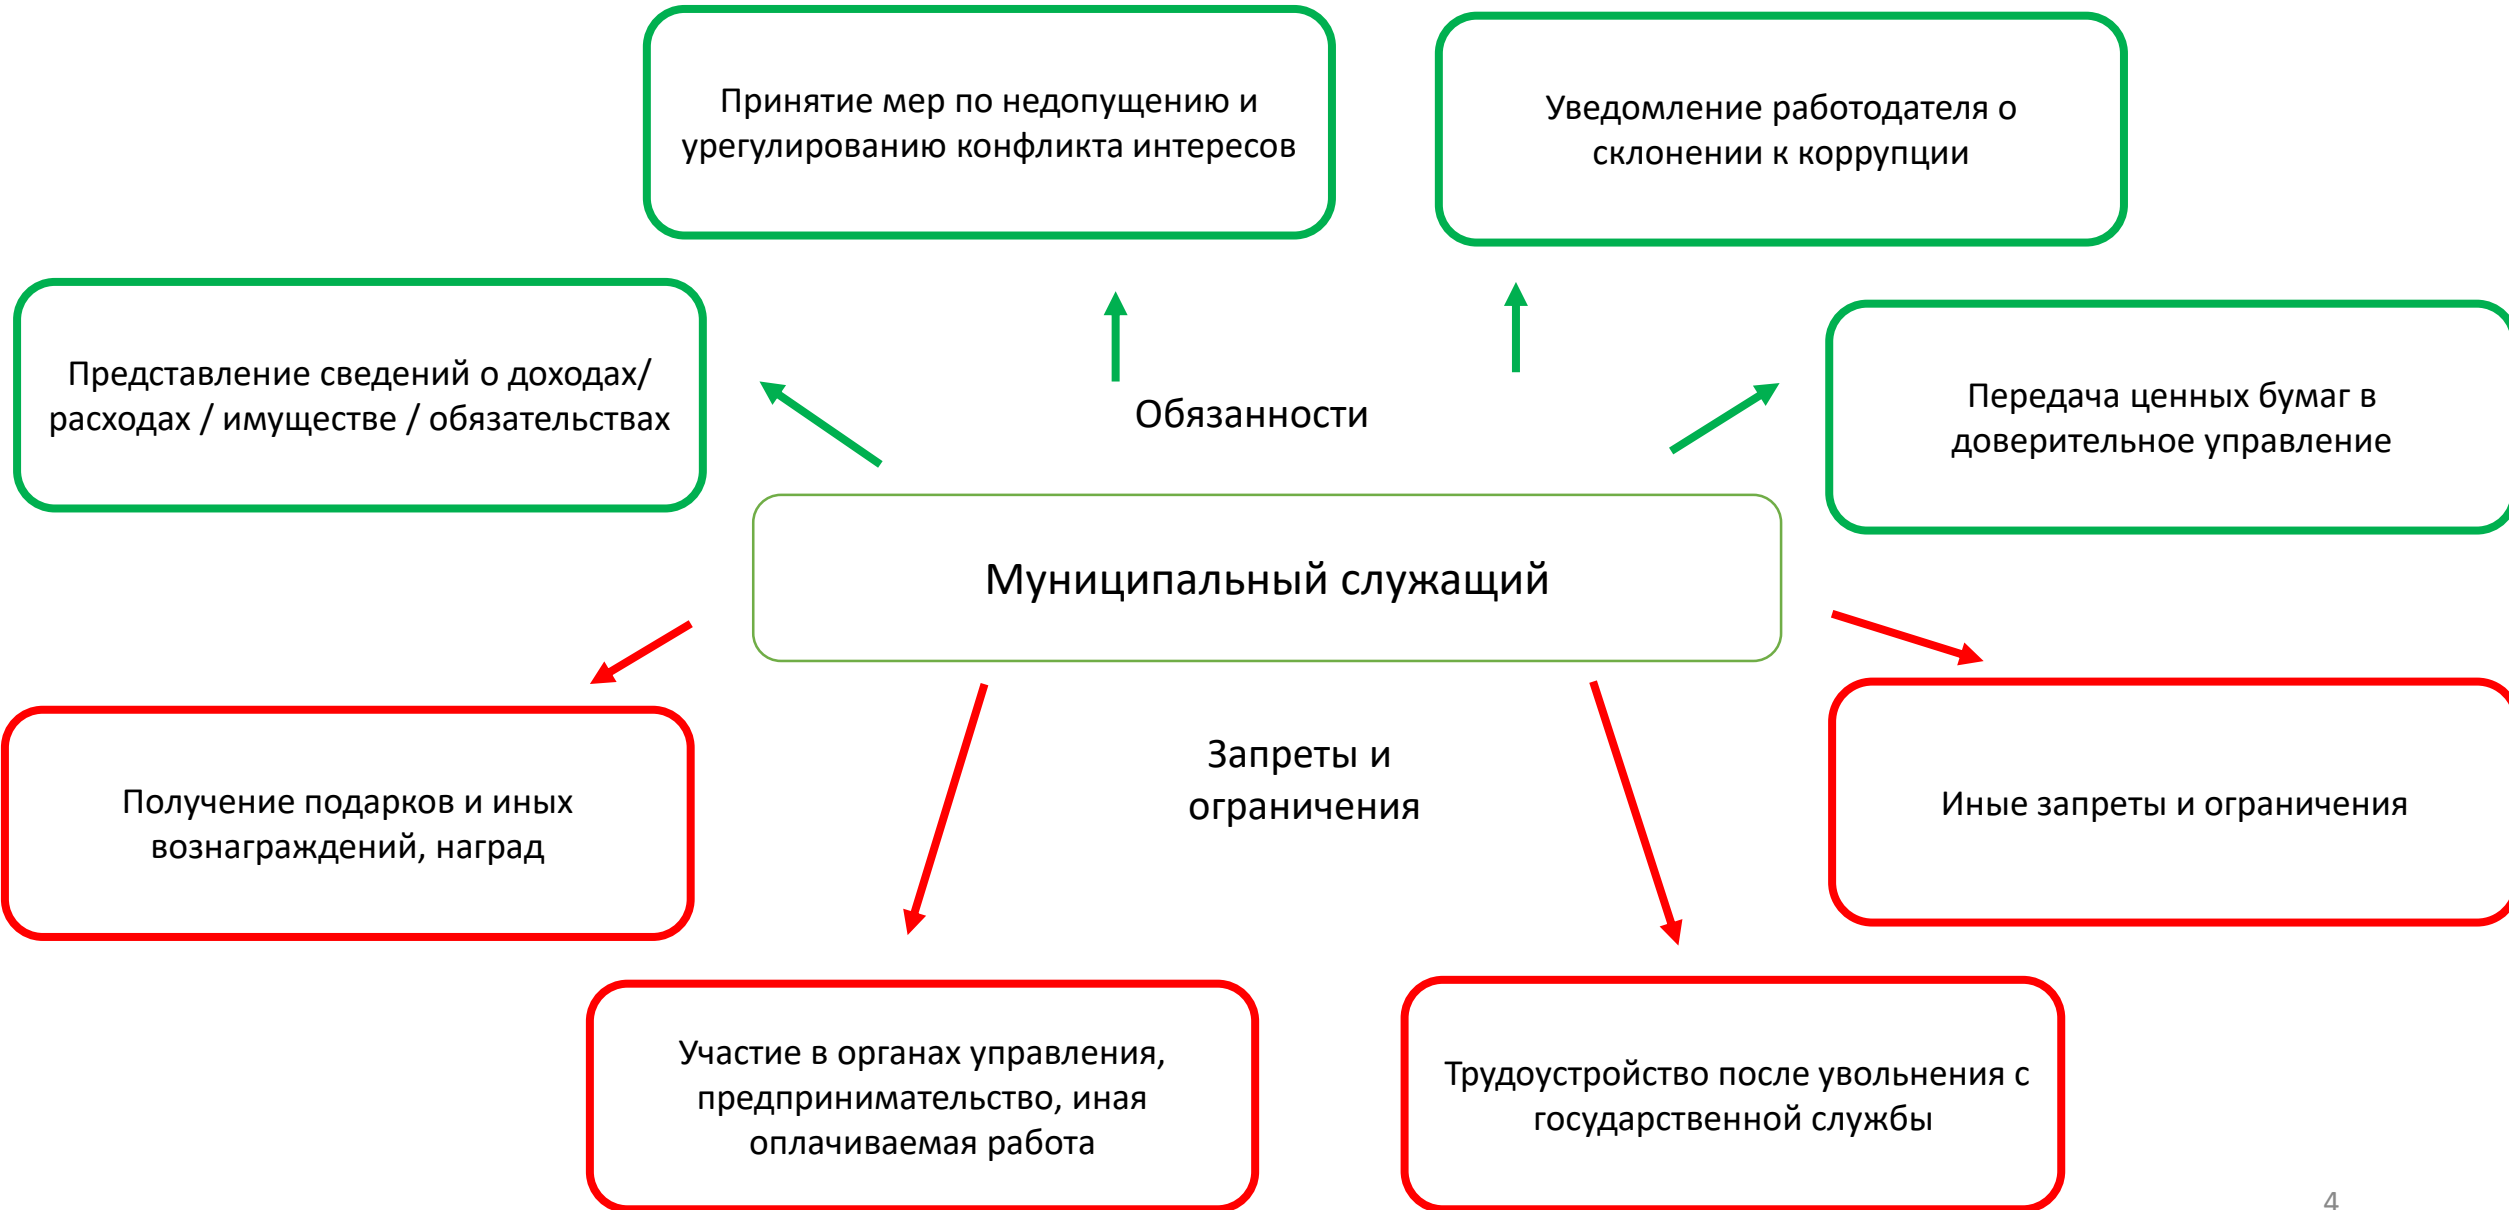 Принятие мер по недопущению и
урегулированию конфликта интересов
Уведомление работодателя о
склонении к коррупции
Представление сведений о доходах/
расходах / имуществе / обязательствах
Обязанности
Передача ценных бумаг в
доверительное управление
Муниципальный служащий
Получение подарков и иных
вознаграждений, наград
Запреты и
ограничения
Иные запреты и ограничения
Участие в органах управления,
предпринимательство, иная
оплачиваемая работа
Трудоустройство после увольнения с
государственной службы
4